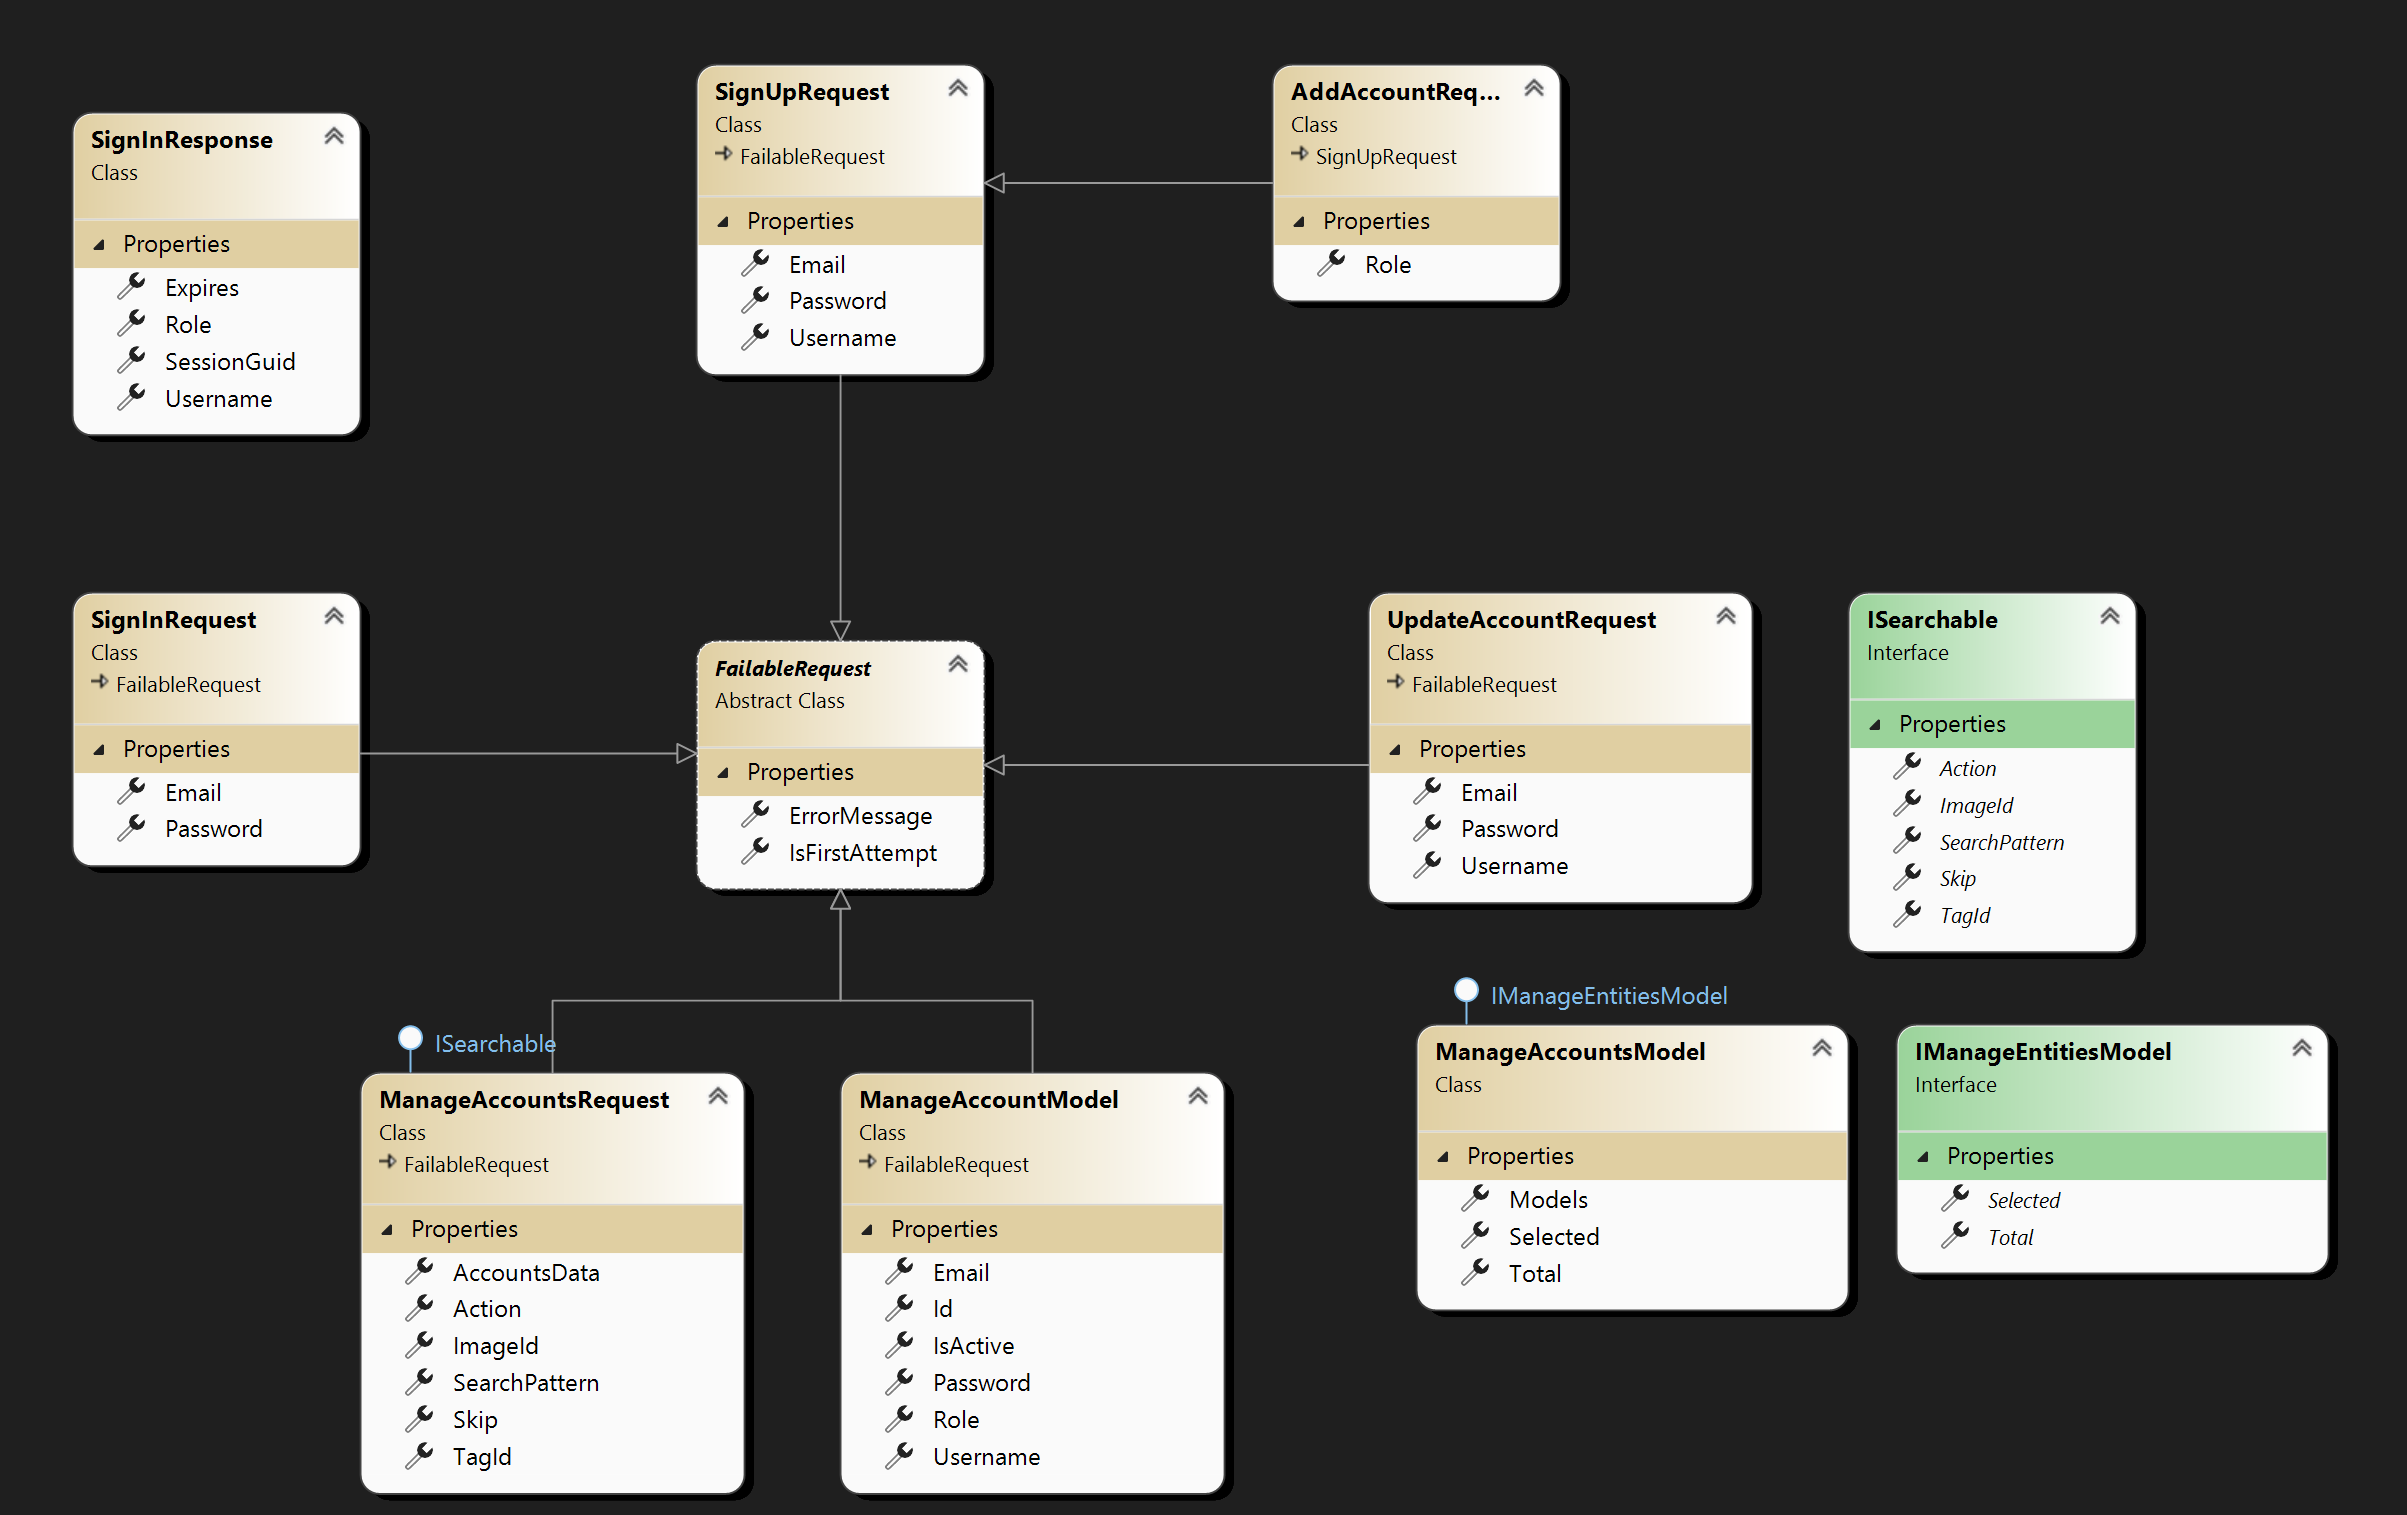 SignInResponse
Class
Properties
Expires
Role
SessionGuid
Username
SignUpRequest
Class
FailableRequest
Properties
Email
Password
Username
AddAccountReq...
Class
SignUpRequest
Properties
Role
SignInRequest
Class
FailableRequest
Properties
Email
Password
FailableRequest
Abstract Class
Properties
ErrorMessage
IsFirstAttempt
UpdateAccountRequest
Class
FailableRequest
Properties
Email
Password
Username
ISearchable
Interface
Properties
Action
ImageId
SearchPattern
Skip
TagId
ISearchable
ManageAccountsRequest
Class
FailableRequest
Properties
AccountsData
Action
ImageId
SearchPattern
Skip
TagId
ManageAccountModel
Class
FailableRequest
Properties
Email
Id
IsActive
Password
Role
Username
IManageEntitiesModel
ManageAccountsModel
Class
Properties
Models
Selected
Total
IManageEntitiesModel
Interface
Properties
Selected
Total